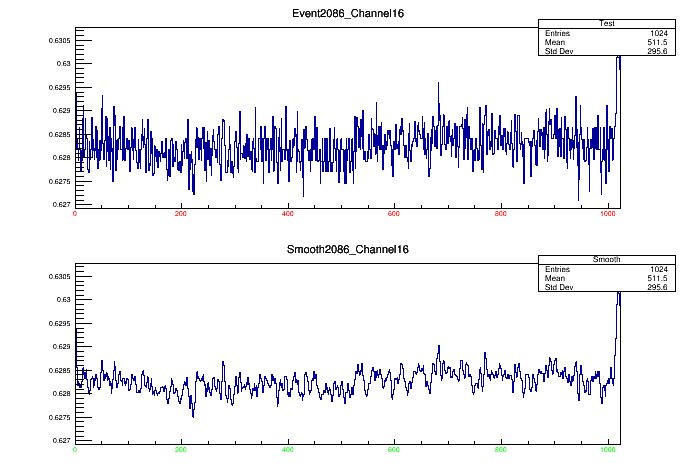 Event2086_Channel16
Test
Entries 1024
Mean 511.5
Std Dev 295.6
0.6305
0.63
0.6295
0.629
0.6285
0.628
0.6275
0.627
0 200 400 600 800 1000
Smooth2086_Channel16
Smooth
Entries 1024
Mean 511.5
Std Dev 295.6
0.6305
0.63
0.6295
0.629
0.6285
0.628
0.6275
0.627
0 200 400 600 800 1000